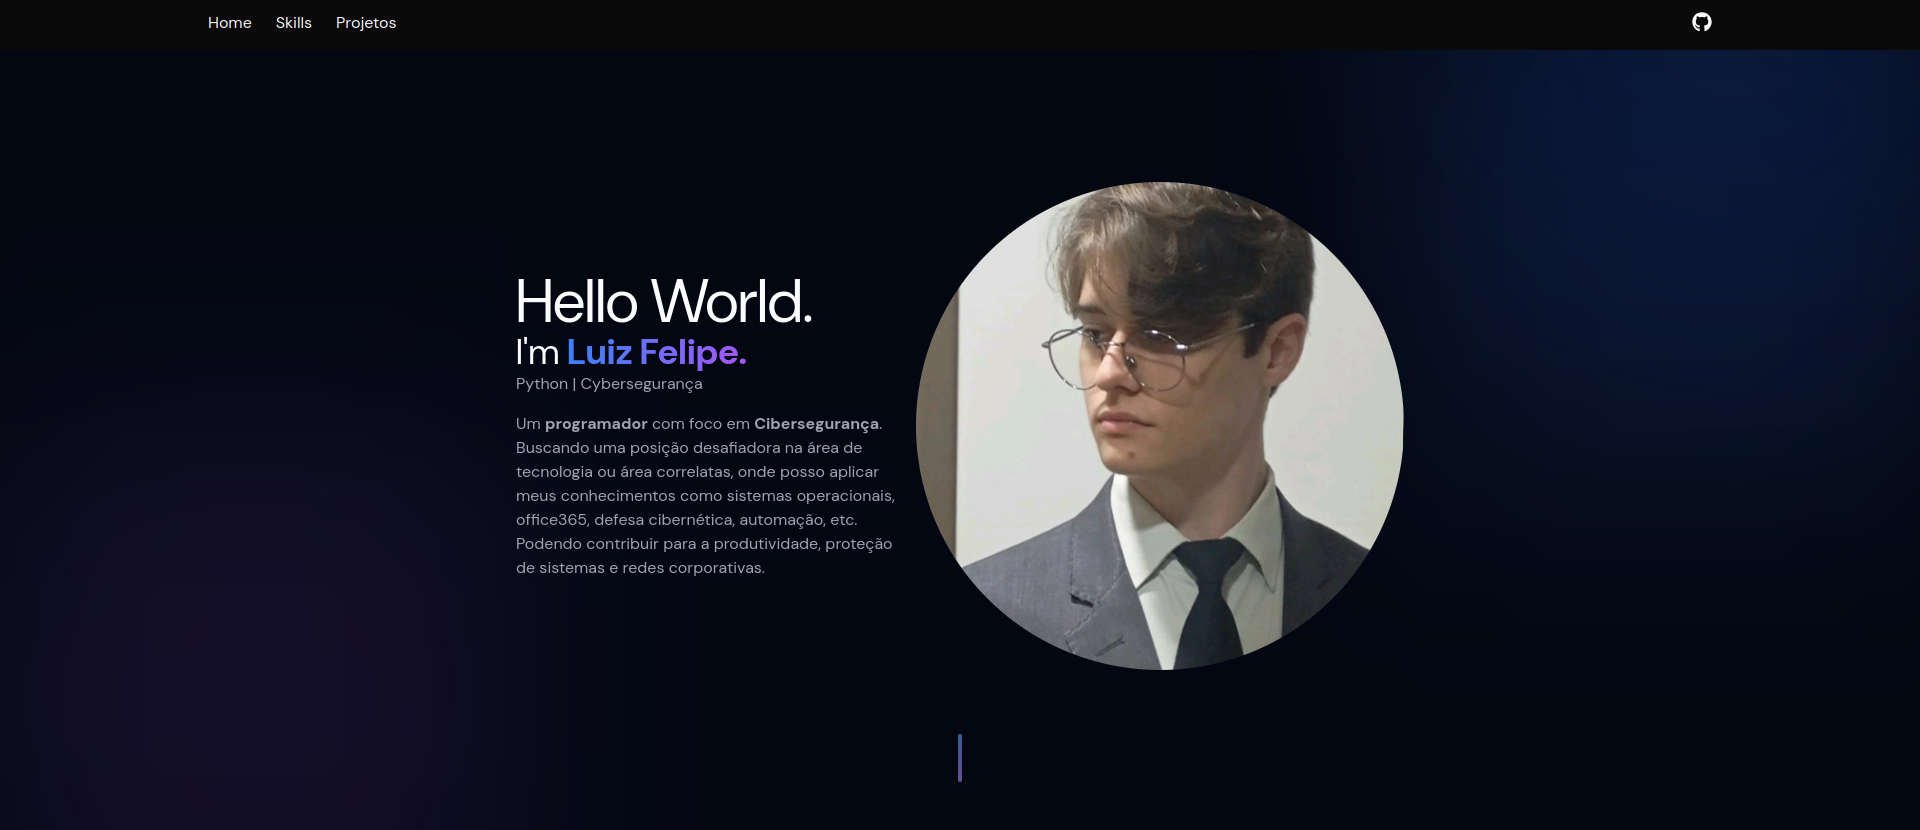 Home Skills Projetos
Hello World.
I'm Luiz Felipe.
Python | Cybersegurança
Um programador com foco em Cibersegurança.
Buscando uma posição desafiadora na área de
tecnologia ou área correlatas, onde posso aplicar
meus conhecimentos como sistemas operacionais,
office365, defesa cibernética, automação, etc.
Podendo contribuir para a produtividade, proteção
de sistemas e redes corporativas.